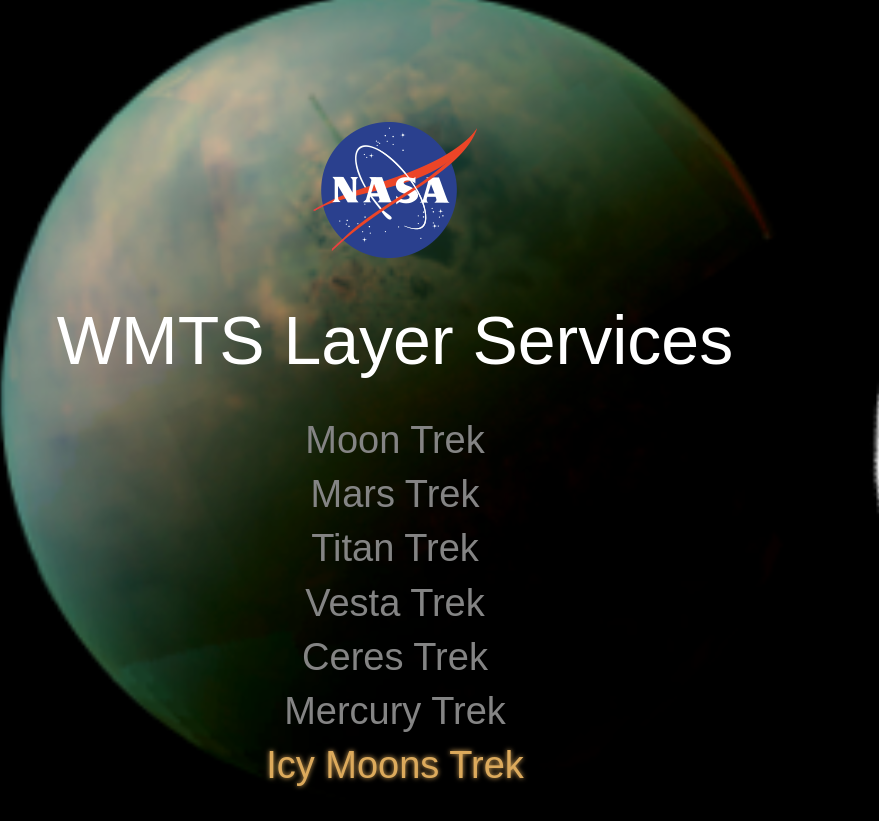 NASA
WMTS Layer Services
Moon Trek
Mars Trek
Titan Trek
Vesta Trek
Ceres Trek
Mercury Trek
Icy Moons Trek